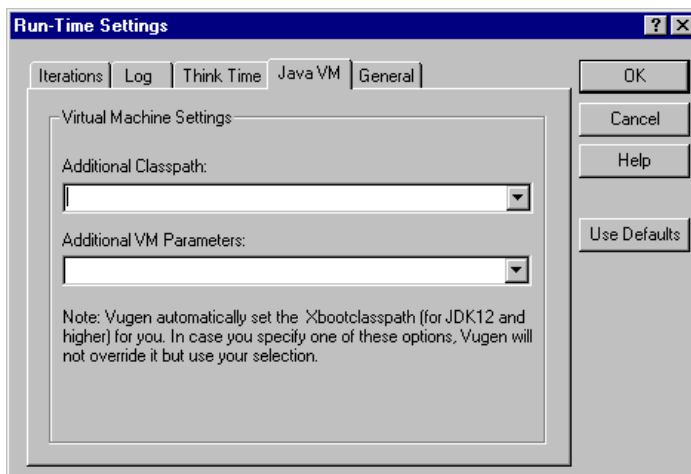 Run-Time Settings
Iterations Log Think Time Java VM General
OK
Virtual Machine Settings
Cancel
Additional Classpath:
Help
Additional VM Parameters:
Use Defaults
Note: Vugen automatically set the Xbootclasspath (for JDK12 and
higher) for you. In case you specify one of these options, Vugen will
not override it but use your selection.